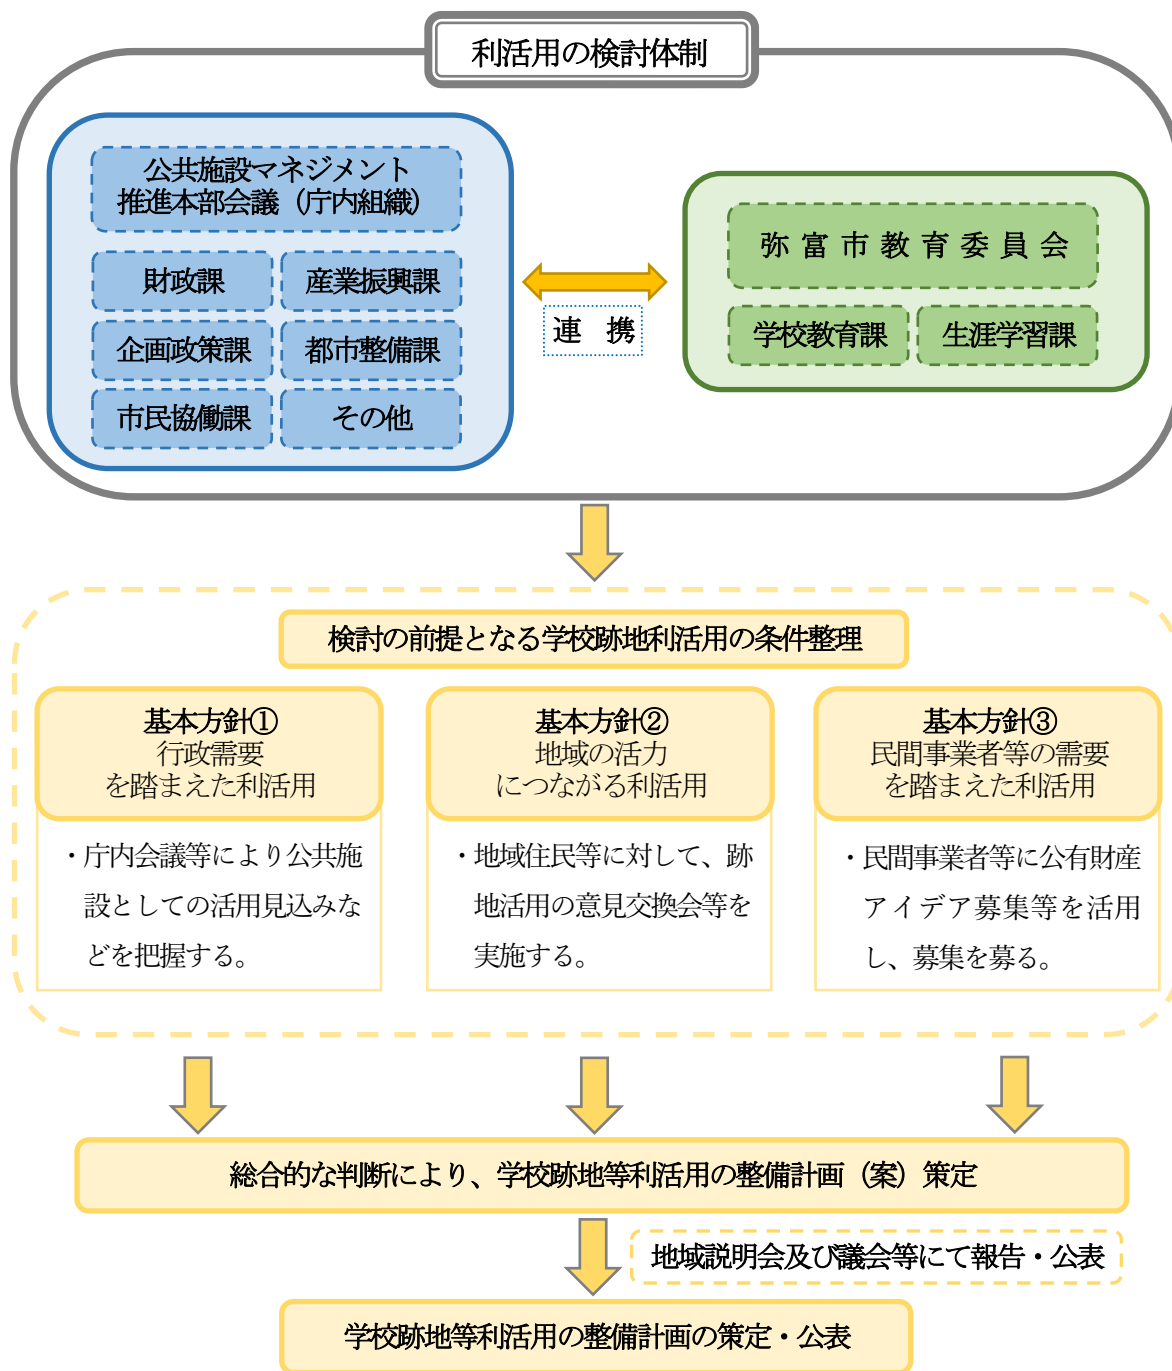 利活用の検討体制
公共施設マネジメント
推進本部会議（庁内組織）
財政課
産業振興課
企画政策課
都市整備課
市民協働課
その他
連　携
弥 富 市 教 育 委 員 会
学校教育課
生涯学習課
検討の前提となる学校跡地利活用の条件整理
基本方針①
行政需要
を踏まえた利活用
・庁内会議等により公共施
設としての活用見込みな
どを把握する。
基本方針②
地域の活力
につながる利活用
・地域住民等に対して、跡
地活用の意見交換会等を
実施する。
基本方針③
民間事業者等の需要
を踏まえた利活用
・民間事業者等に公有財産
アイデア募集等を活用
し、募集を募る。
総合的な判断により、学校跡地等利活用の整備計画（案）策定
地域説明会及び議会等にて報告・公表
学校跡地等利活用の整備計画の策定・公表